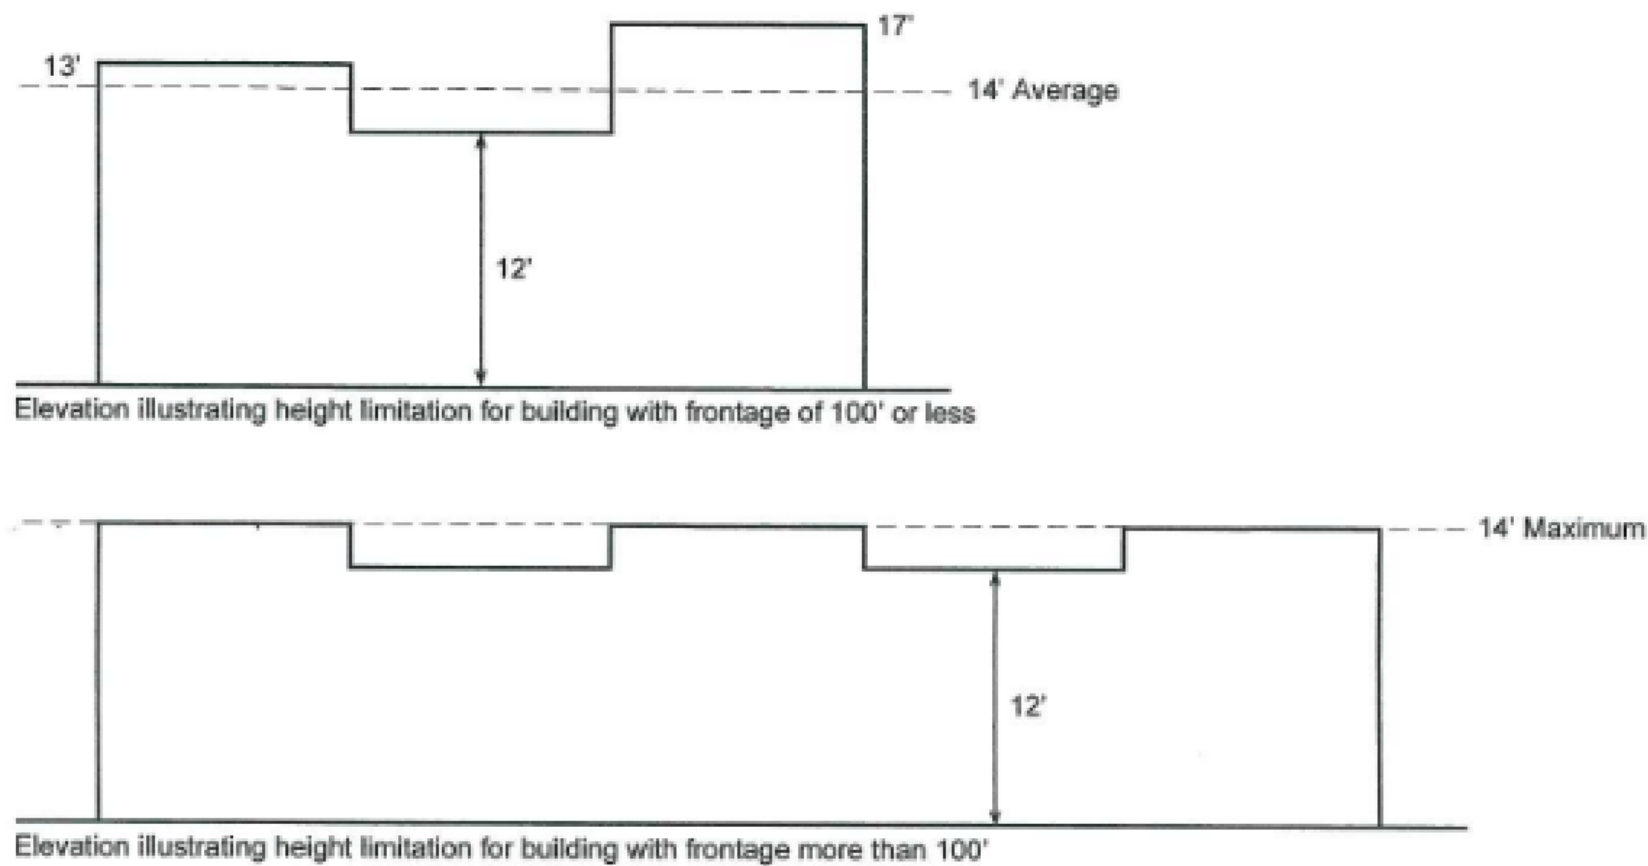 17'
13'
14' Average
12'
Elevation illustrating height limitation for building with frontage of 100' or less
14' Maximum
12'
Elevation illustrating height limitation for building with frontage more than 100'